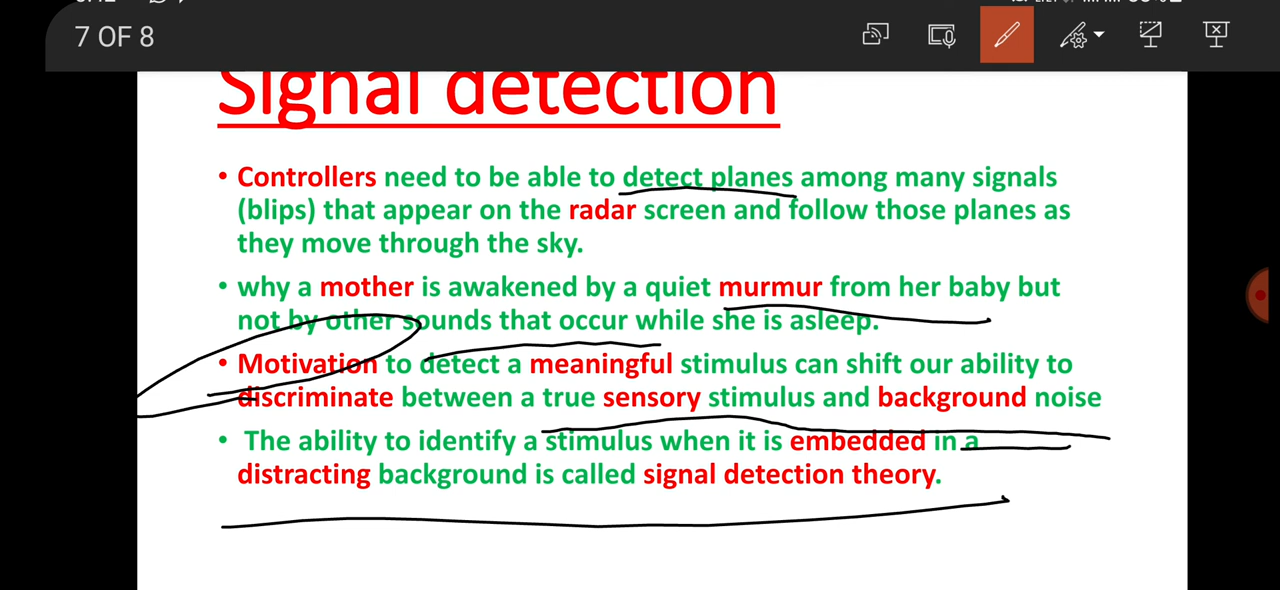 7 OF 8
Signal detection
• Controllers need to be able to detect planes among many signals
(blips) that appear on the radar screen and follow those planes as
they move through the sky.
• why a mother is awakened by a quiet murmur from her baby but
not by other sounds that occur while she is asleep.
• Motivation to detect a meaningful stimulus can shift our ability to
discriminate between a true sensory stimulus and background noise
• The ability to identify a stimulus when it is embedded in a
distracting background is called signal detection theory.